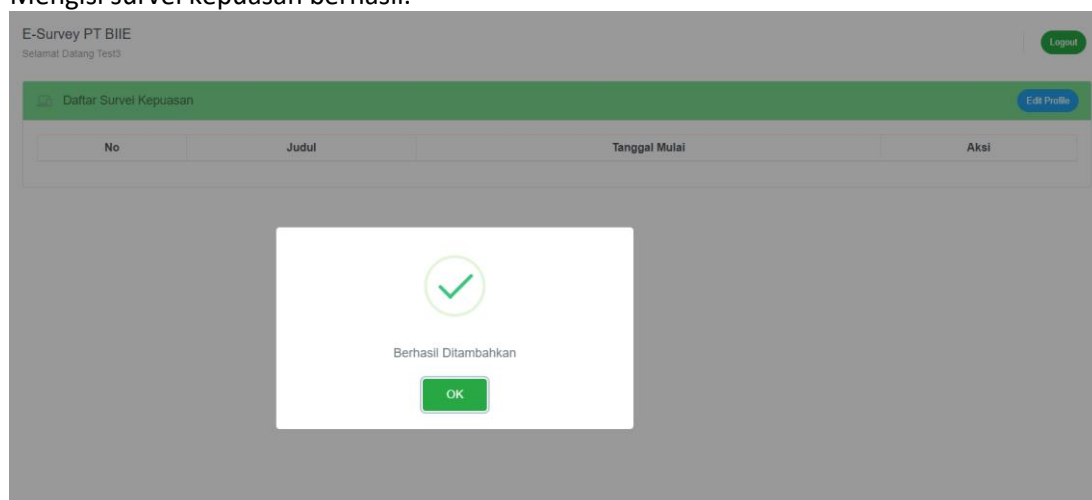 Mengisi survei kepuasan berhasil.
E-Survey PT BIIE
Selamat Datang Test3
Logout
Daftar Survei Kepuasan
Edit Profile
No Judul Tanggal Mulai Aksi
Berhasil Ditambahkan
OK